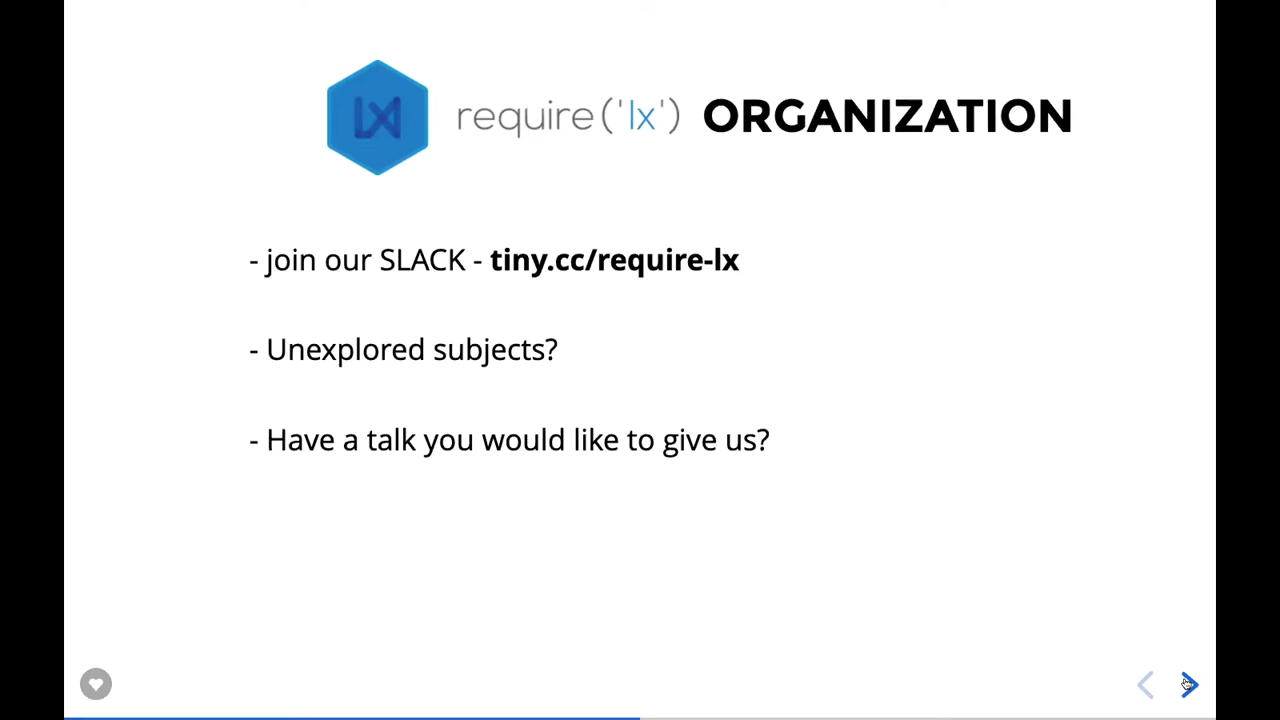 LX require('lx') ORGANIZATION
- join our SLACK - tiny.cc/require-lx
- Unexplored subjects?
- Have a talk you would like to give us?